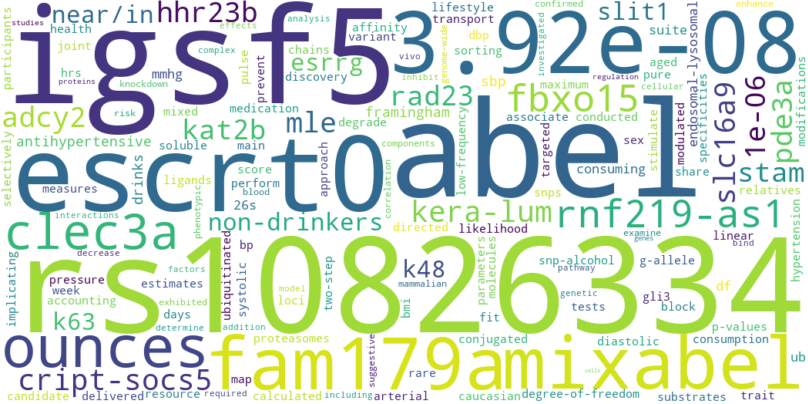 near/in hhr23b
participants studies health effects analysis affinity lifestyle transport slit1
igsf5 3.92e-08
joint complex chains variant dbp suite confirmed enhance
hrs mmhg pulse esrrg vivo sorting aged investigated
proteins knockdown prevent discovery inhibit genome-wide pure regulation cellular
adcy2 risk medication framingham rad23 sbp maximum fbxo15 endosomal-lysosomal 1e-06 pde3a modifications
selectively kat2b mixed mle degrade associate conducted specificities slc16a9
antihypertensive soluble main components low-frequency targeted sex stimulate modulated stam
escrt0 abel
drinks score approach correlation consuming share
measures ligands perform snps relatives
26s blood
clec3a interactions phenotypic non-drinkers kera-lum rnf219-as1
directed likelihood examine genes
decrease bp two-step parameters molecules linear bind hypertension
rs10826334
implicating pressure factors ubiquitinated systolic k48 snp-alcohol g-allele
week estimates model mammalian pathway gli3 df
accounting exhibited loci genetic tests block
k63 days determine addition bmi fit p-values
ounces proteasomes conjugated diastolic consumption
fam179a mixabel
cript-socs5 map suggestive rare cells ub
candidate delivered resource required calculated including arterial caucasian degree-of-freedom substrates trait